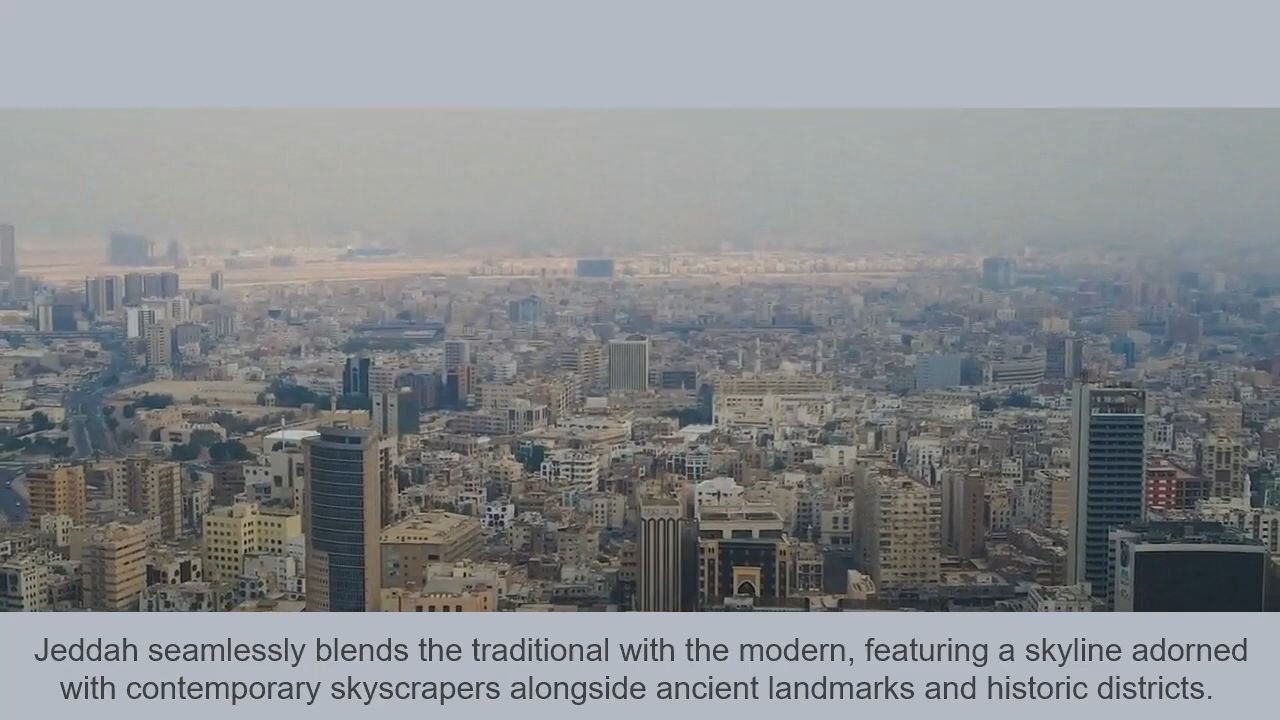 Jeddah seamlessly blends the traditional with the modern, featuring a skyline adorned
with contemporary skyscrapers alongside ancient landmarks and historic districts.